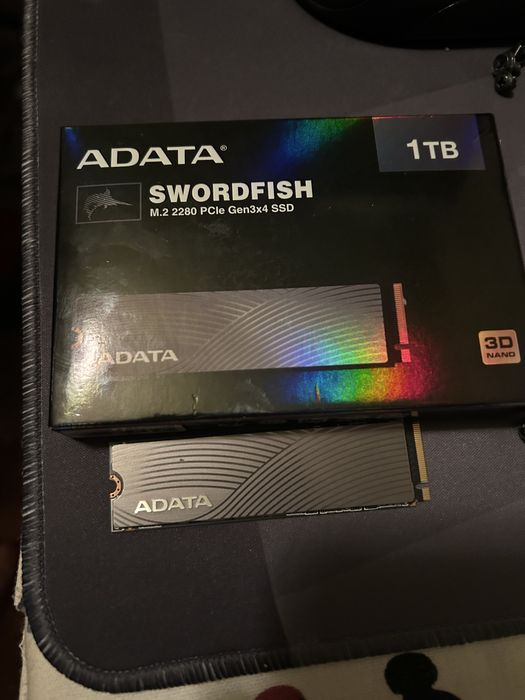 ADATA®
1TB
SWORDFISH
M.2 2280 PCIe Gen3x4 SSD
ADATA
3D
NAND
ADATA